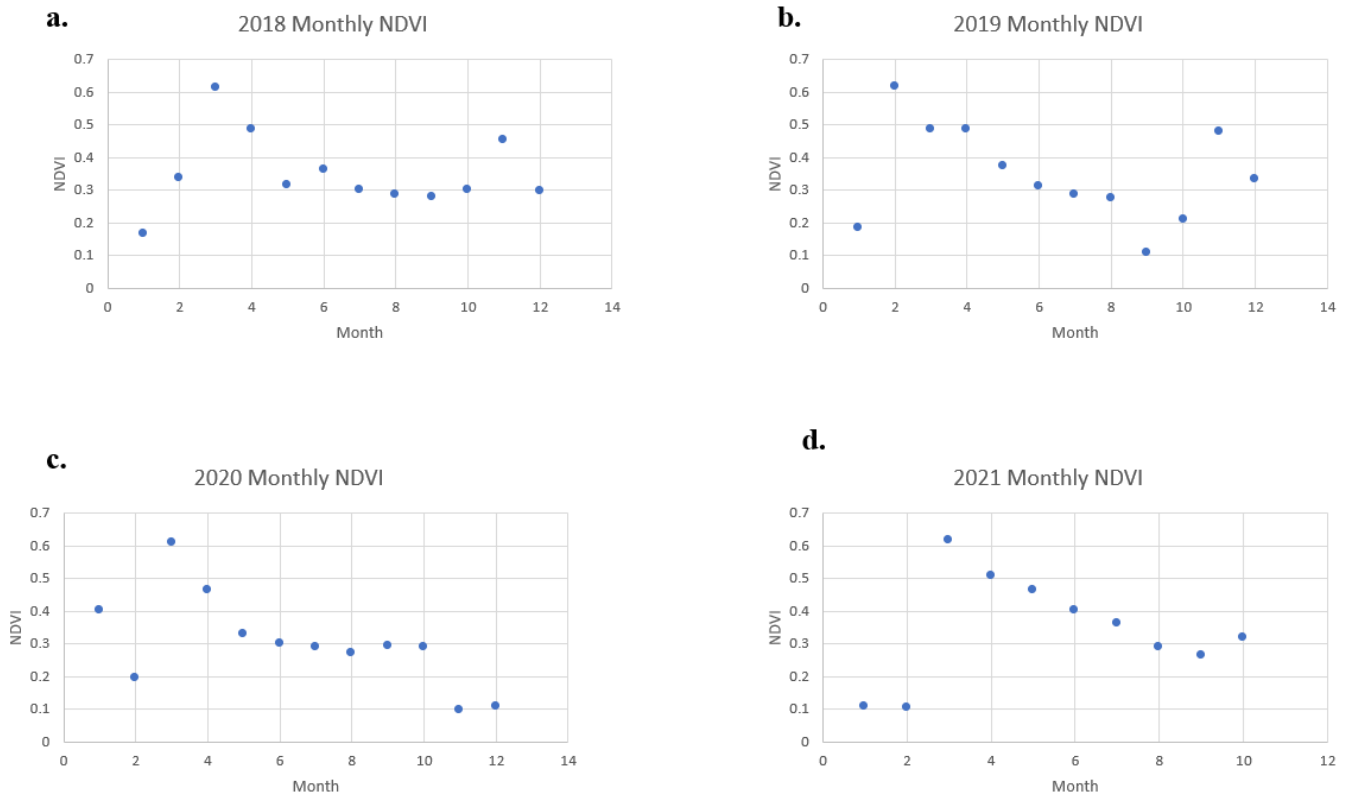 a.
2018 Monthly NDVI
0.7
0.6
0.5
0.4
0.3
0.2
0.1
0
NDVI
0 2 4 6 8 10 12 14
Month
b.
2019 Monthly NDVI
0.7
0.6
0.5
0.4
0.3
0.2
0.1
0
NDVI
0 2 4 6 8 10 12 14
Month
c.
2020 Monthly NDVI
0.7
0.6
0.5
0.4
0.3
0.2
0.1
0
NDVI
0 2 4 6 8 10 12 14
Month
d.
2021 Monthly NDVI
0.7
0.6
0.5
0.4
0.3
0.2
0.1
0
NDVI
0 2 4 6 8 10 12
Month